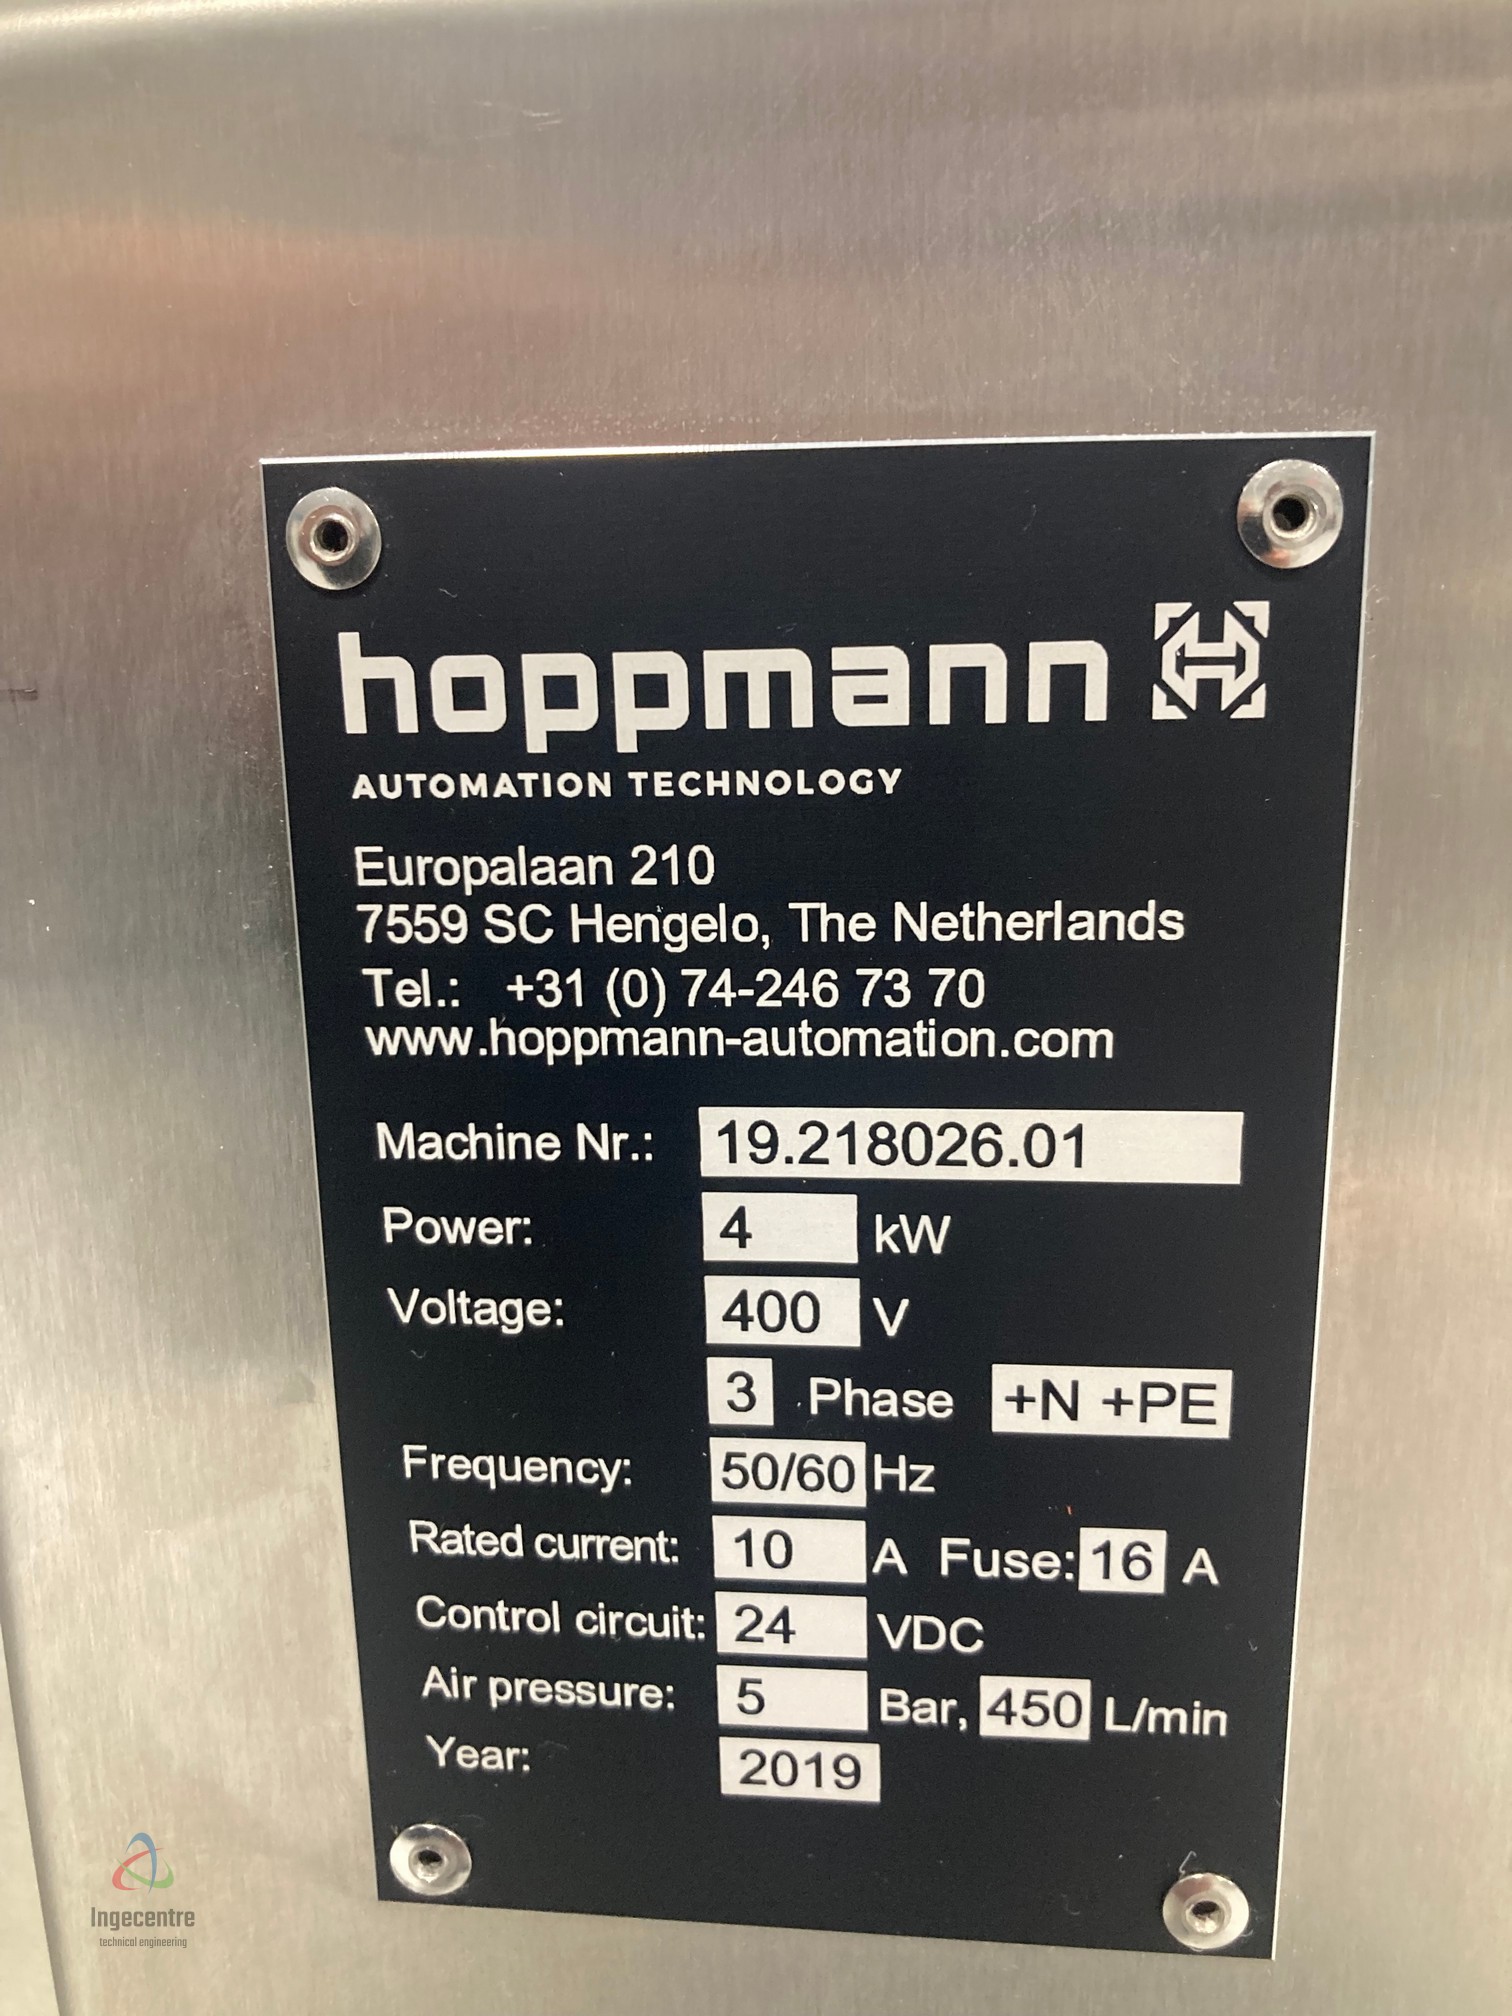 hoppmann
AUTOMATION TECHNOLOGY
Europalaan 210
7559 SC Hengelo, The Netherlands
Tel.: +31 (0) 74-246 73 70
www.hoppmann-automation.com
Machine Nr.: 19.218026.01
Power: 4 kW
Voltage: 400 V
3 Phase +N +PE
Frequency: 50/60 Hz
Rated current: 10 A Fuse: 16 A
Control circuit: 24 VDC
Air pressure: 5 Bar, 450 L/min
Year: 2019
Ingecentre
technical engineering